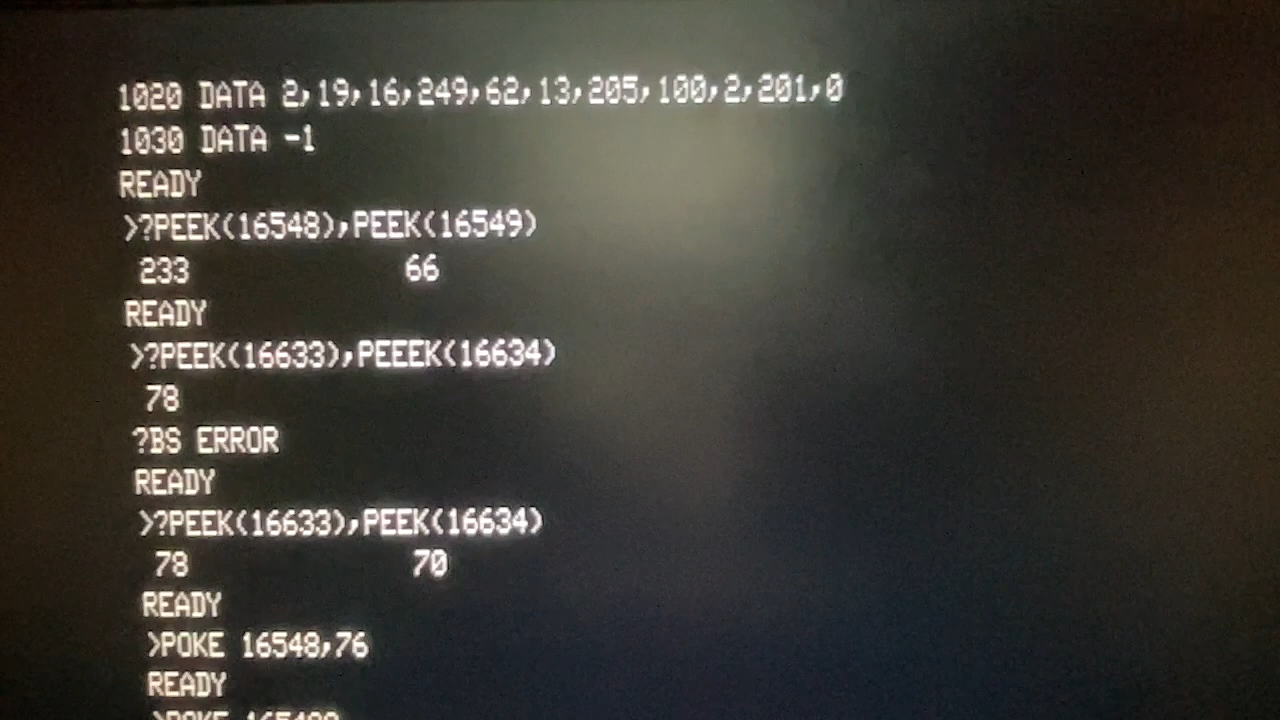 1020 DATA 2,19,16,249,62,13,205,100,2,201,0
1030 DATA -1
READY
>?PEEK(16548),PEEK(16549)
233 66
READY
>?PEEK(16633),PEEEK(16634)
78
?BS ERROR
READY
>?PEEK(16633),PEEK(16634)
78 70
READY
>POKE 16548,76
READY
>POKE